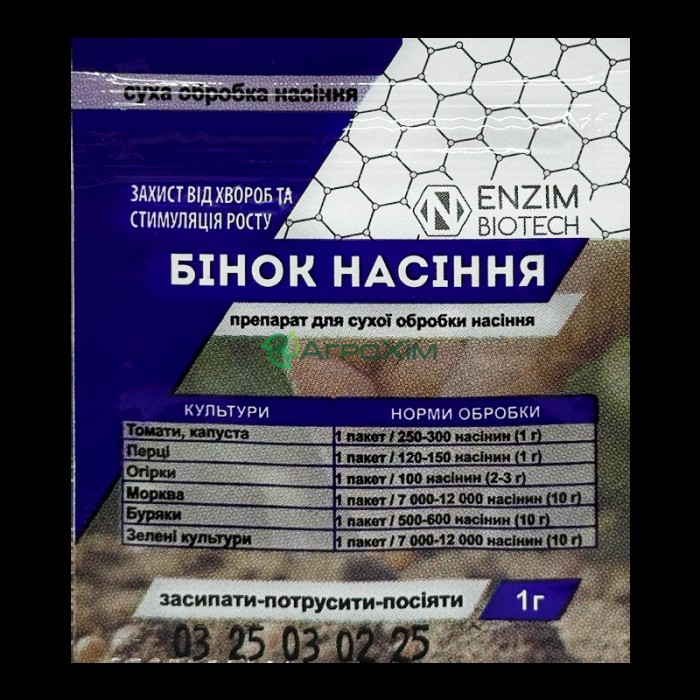 суха обробка насіння
ЗАХИСТ ВІД ХВОРОБ ТА
СТИМУЛЯЦІЯ РОСТУ
ENZIM
BIOTECH
БІНОК НАСІННЯ
препарат для сухої обробки насіння
АгроХім
КУЛЬТУРИ НОРМИ ОБРОБКИ
Томати, капуста 1 пакет / 250-300 насінин (1 г)
Перці 1 пакет / 120-150 насінин (1 г)
Огірки 1 пакет / 100 насінин (2-3 г)
Морква 1 пакет / 7 000-12 000 насінин (10 г)
Буряки 1 пакет / 500-600 насінин (10 г)
Зелені культури 1 пакет / 7 000-12 000 насінин (10 г)
засипати-потрусити-посіяти 1г
03 25 03 02 25